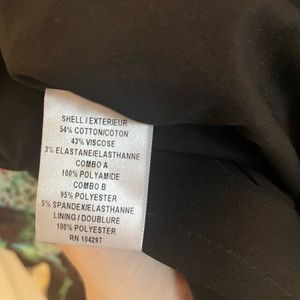 SHELL / EXTERIEUR
54% COTTON/COTON
43% VISCOSE
3% ELASTANE/ELASTHANNE
COMBO A
100% POLYAMIDE
COMBO B
95% POLYESTER
5% SPANDEX/ELASTHANNE
LINING / DOUBLURE
100% POLYESTER
RN 104297